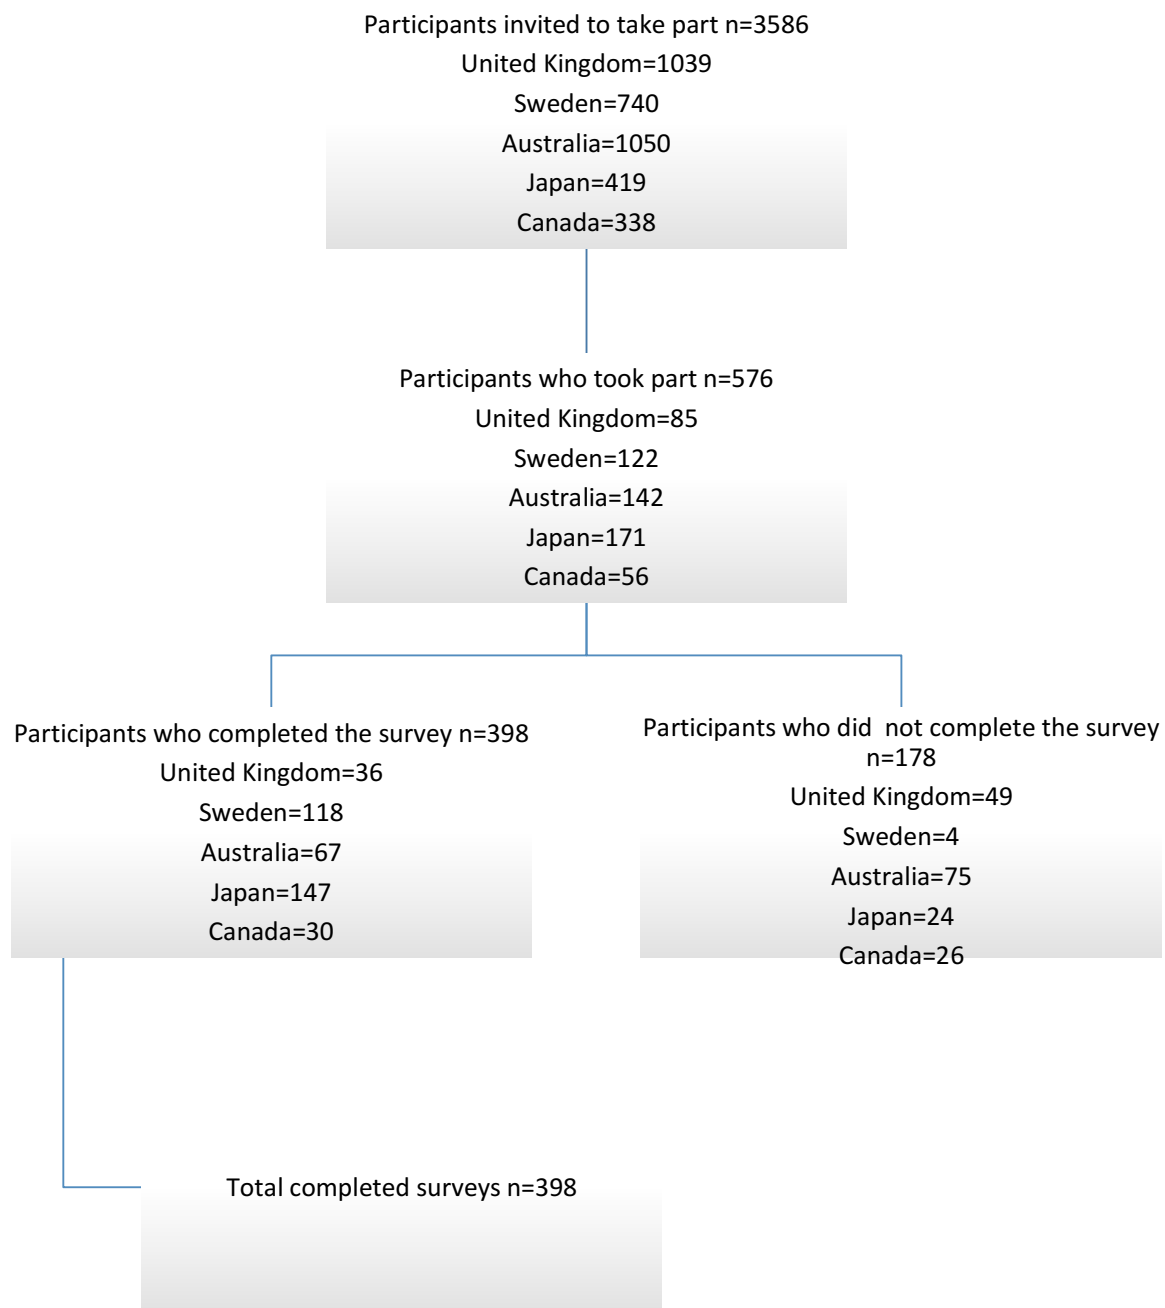 Participants invited to take part n=3586
United Kingdom=1039
Sweden=740
Australia=1050
Japan=419
Canada=338
Participants who took part n=576
United Kingdom=85
Sweden=122
Australia=142
Japan=171
Canada=56
Participants who completed the survey n=398
United Kingdom=36
Sweden=118
Australia=67
Japan=147
Canada=30
Participants who did  not complete the survey
n=178
United Kingdom=49
Sweden=4
Australia=75
Japan=24
Canada=26
Total completed surveys n=398